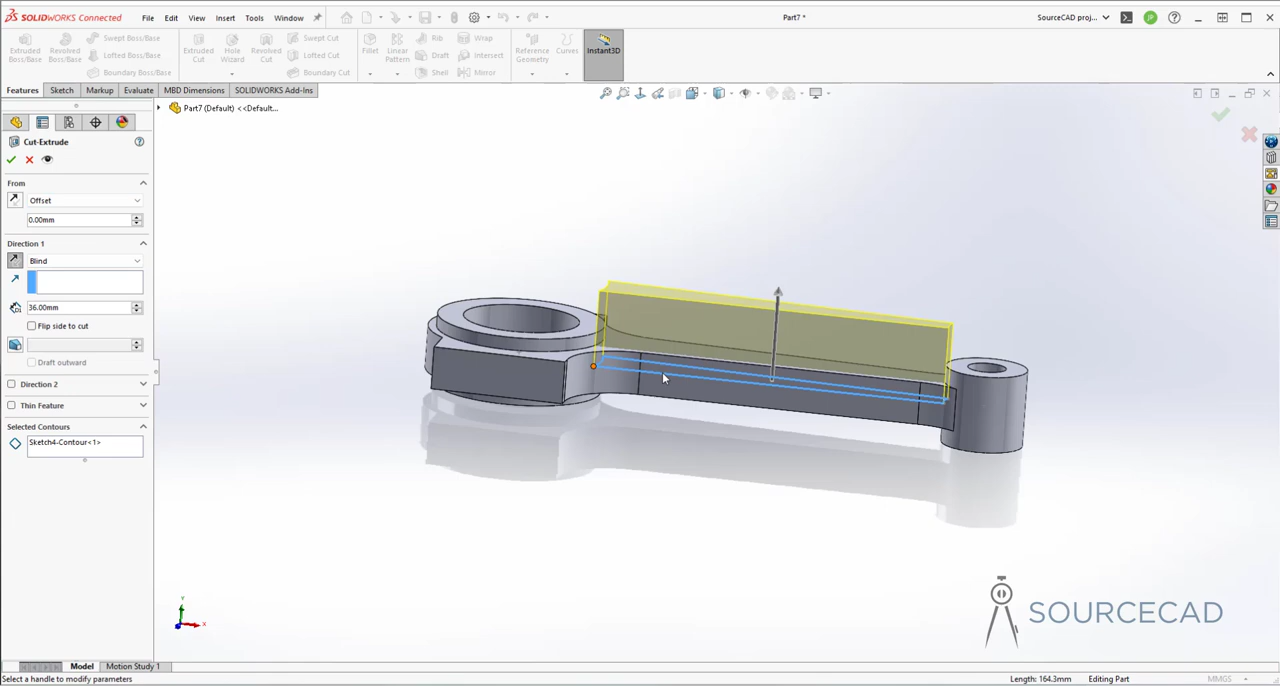 SOLIDWORKS Connected
File Edit View Insert Tools Window
Part7 *
SourceCAD proj...
JP
Extruded Boss/Base
Revolved Boss/Base
Swept Boss/Base
Lofted Boss/Base
Boundary Boss/Base
Extruded Cut
Hole Wizard
Revolved Cut
Swept Cut
Lofted Cut
Boundary Cut
Fillet
Linear Pattern
Rib
Draft
Shell
Wrap
Intersect
Mirror
Reference Geometry
Curves
Instant3D
Features Sketch Markup Evaluate MBD Dimensions SOLIDWORKS Add-Ins
Part7 (Default) <<Default...
Cut-Extrude
From
Offset
0.00mm
Direction 1
Blind
36.00mm
Flip side to cut
Draft outward
Direction 2
Thin Feature
Selected Contours
Sketch4-Contour<1>
Y
X
SOURCECAD
Model Motion Study 1
Select a handle to modify parameters
Length: 164.3mm
Editing Part
MMGS